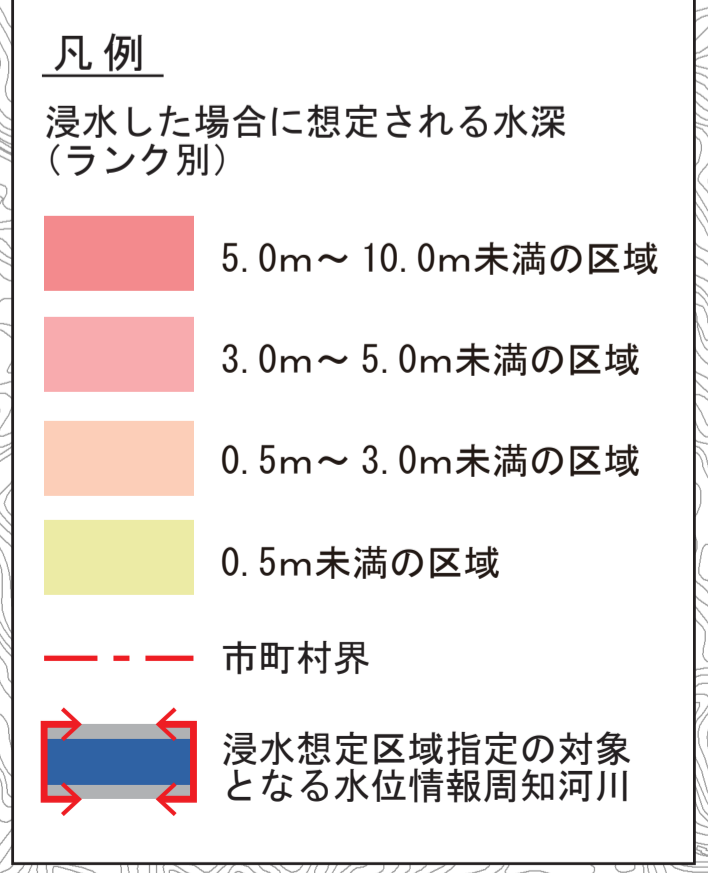 凡例
浸水した場合に想定される水深
（ランク別）
5.0m～10.0m未満の区域
3.0m～5.0m未満の区域
0.5m～3.0m未満の区域
0.5m未満の区域
市町村界
浸水想定区域指定の対象
となる水位情報周知河川